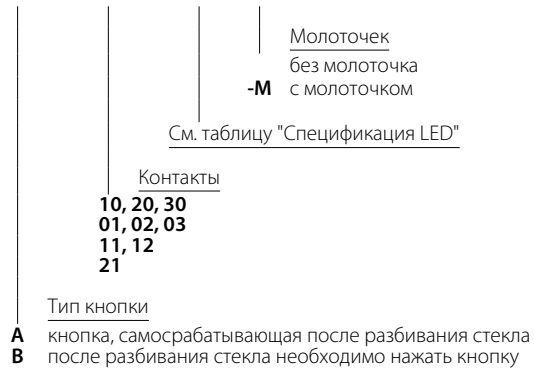 Молоточек
без молоточка
-M с молоточком
См. таблицу "Спецификация LED"
Контакты
10, 20, 30
01, 02, 03
11, 12
21
Тип кнопки
A кнопка, самосрабатывающая после разбивания стекла
B после разбивания стекла необходимо нажать кнопку